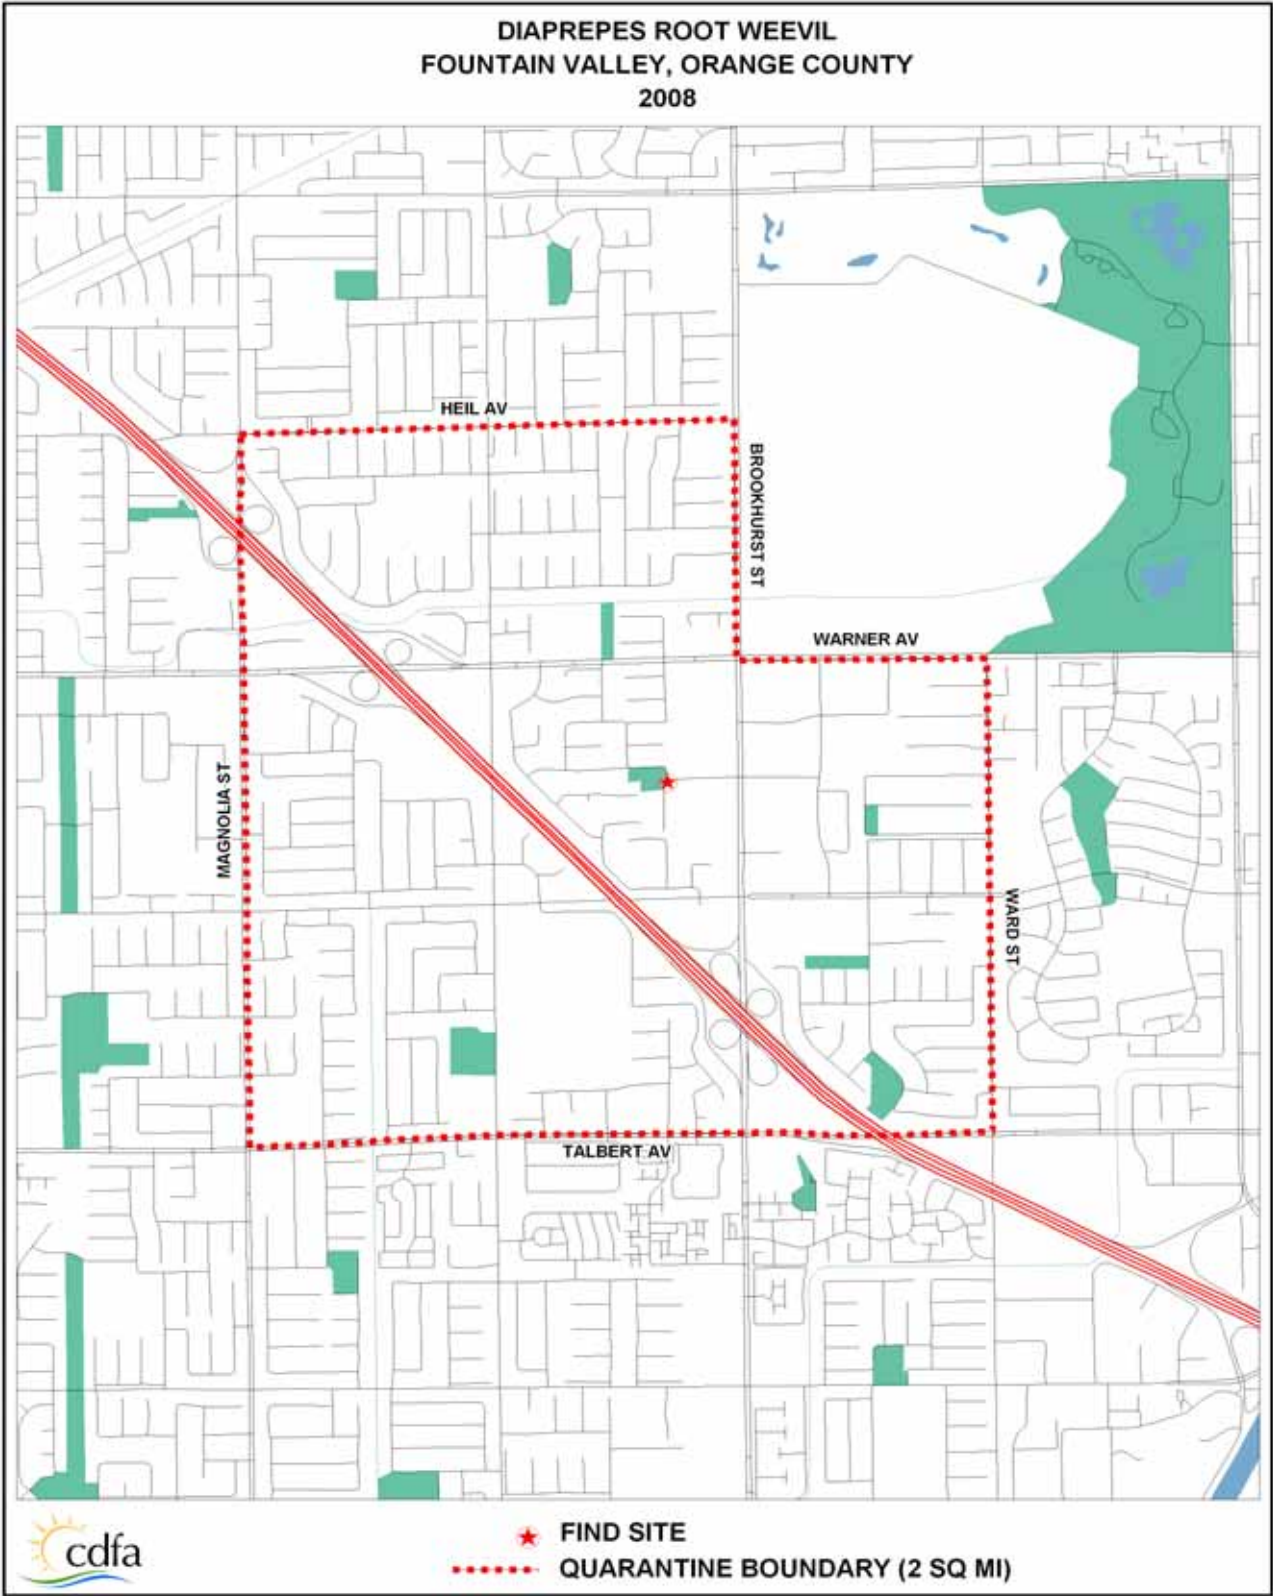 DIAPREPES ROOT WEEVIL
FOUNTAIN VALLEY, ORANGE COUNTY
2008
HEIL AV
BROOKHURST ST
WARNER AV
MAGNOLIA ST
WARD ST
TALBERT AV
cdfa
FIND SITE
QUARANTINE BOUNDARY (2 SQ MI)